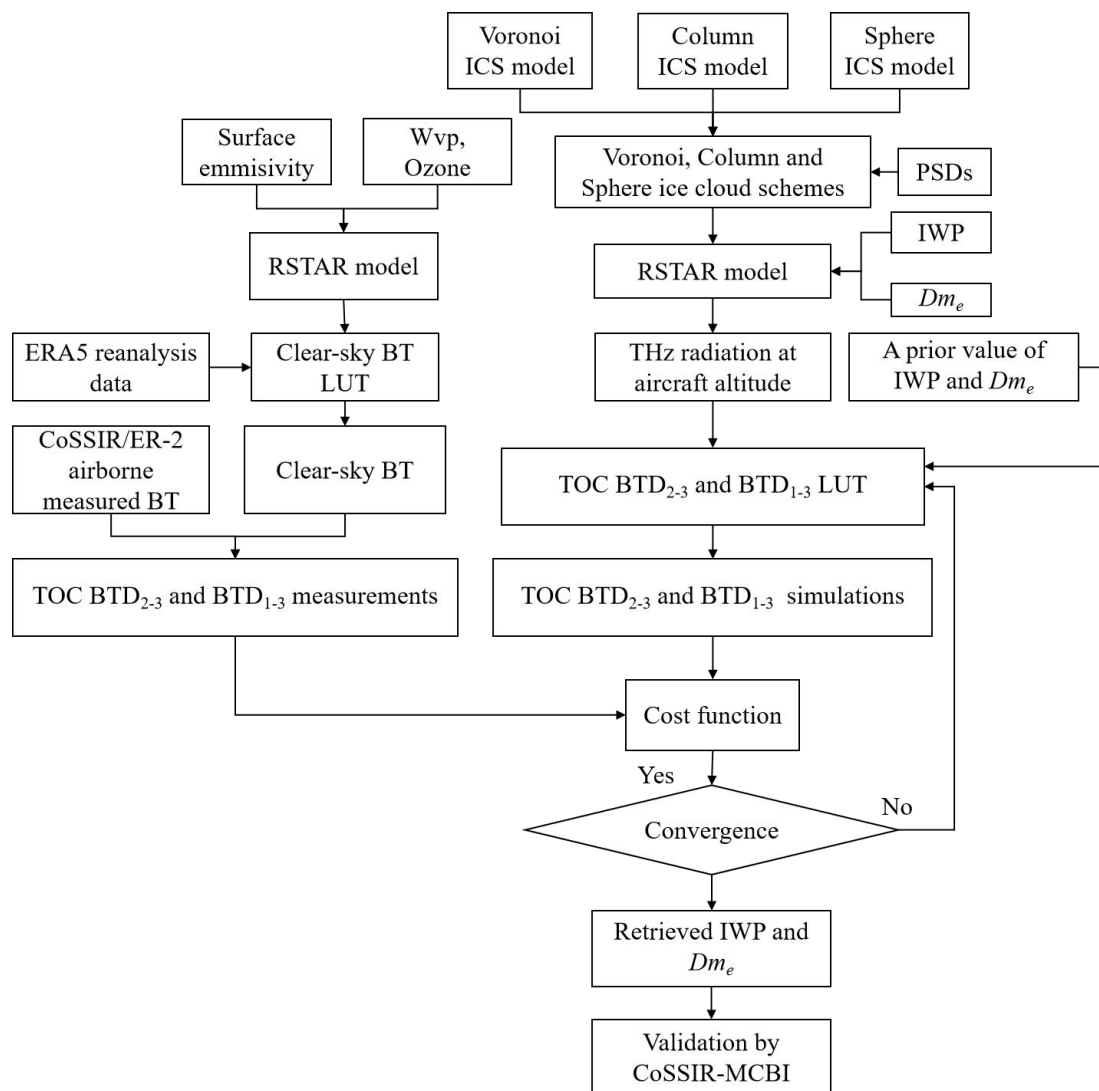 Voronoi
ICS model
Column
ICS model
Sphere
ICS model
Surface
emmisivity
Wvp,
Ozone
Voronoi, Column and
Sphere ice cloud schemes
PSDs
RSTAR model
RSTAR model
IWP
Dmₑ
ERA5 reanalysis
data
Clear-sky BT
LUT
THz radiation at
aircraft altitude
A prior value of
IWP and Dmₑ
CoSSIR/ER-2
airborne
measured BT
Clear-sky BT
TOC BTD₂₋₃ and BTD₁₋₃ LUT
TOC BTD₂₋₃ and BTD₁₋₃ measurements
TOC BTD₂₋₃ and BTD₁₋₃ simulations
Cost function
Yes
No
Convergence
Retrieved IWP and
Dmₑ
Validation by
CoSSIR-MCBI